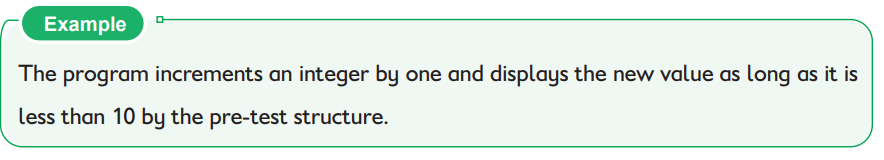 Example
The program increments an integer by one and displays the new value as long as it is
less than 10 by the pre-test structure.